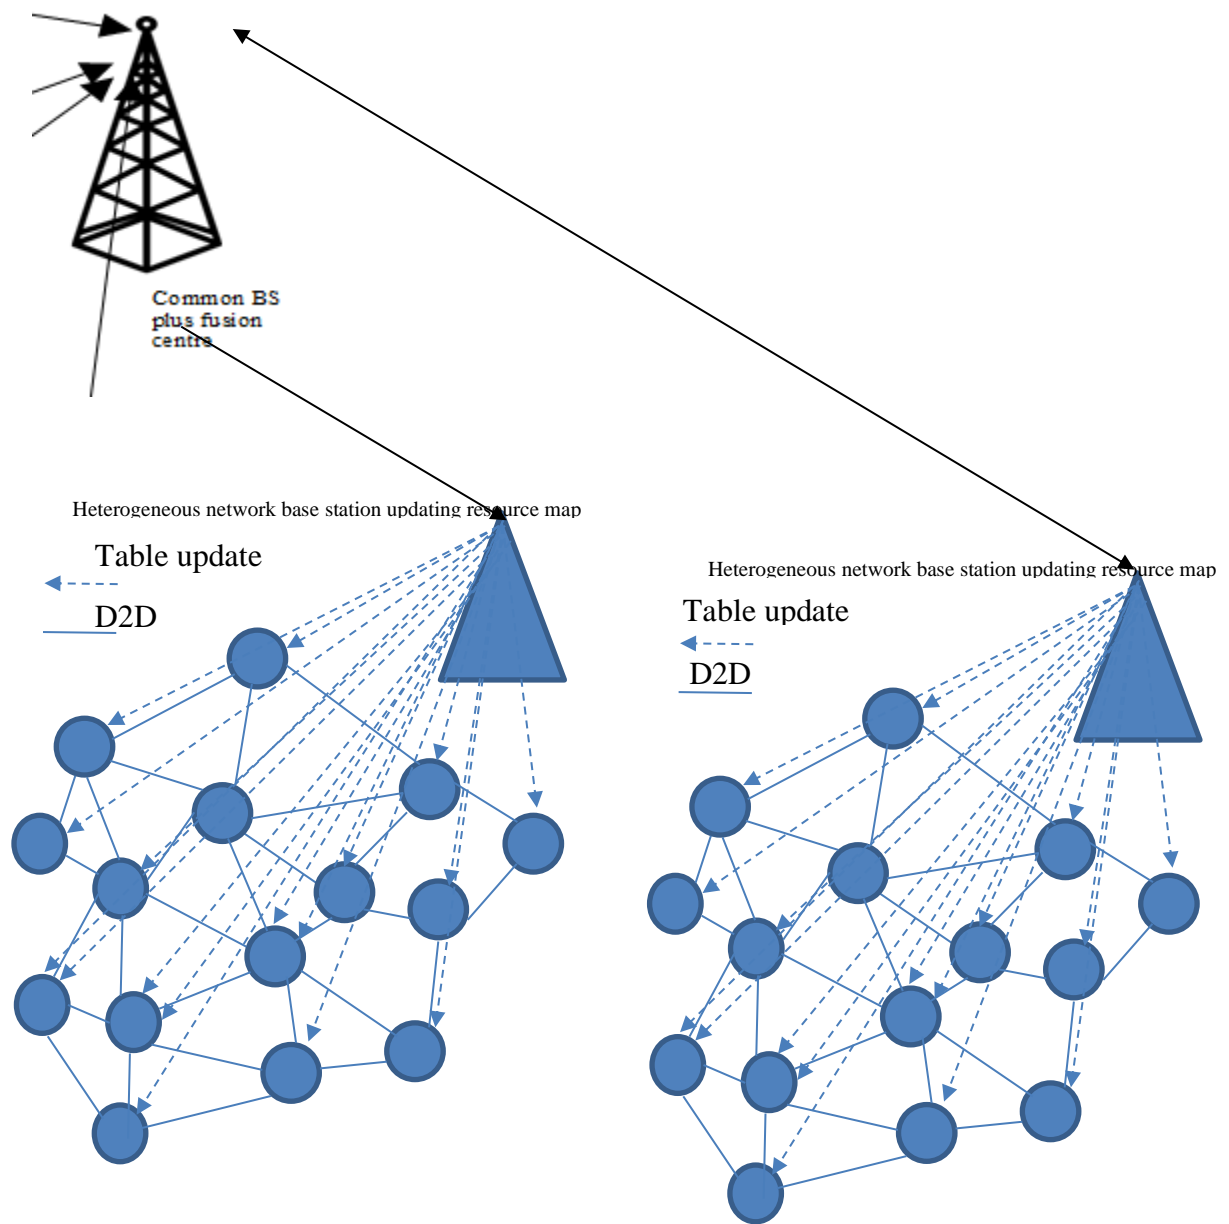 Common BS
plus fusion
centre
Heterogeneous network base station updating resource map
Table update
D2D
Heterogeneous network base station updating resource map
Table update
D2D